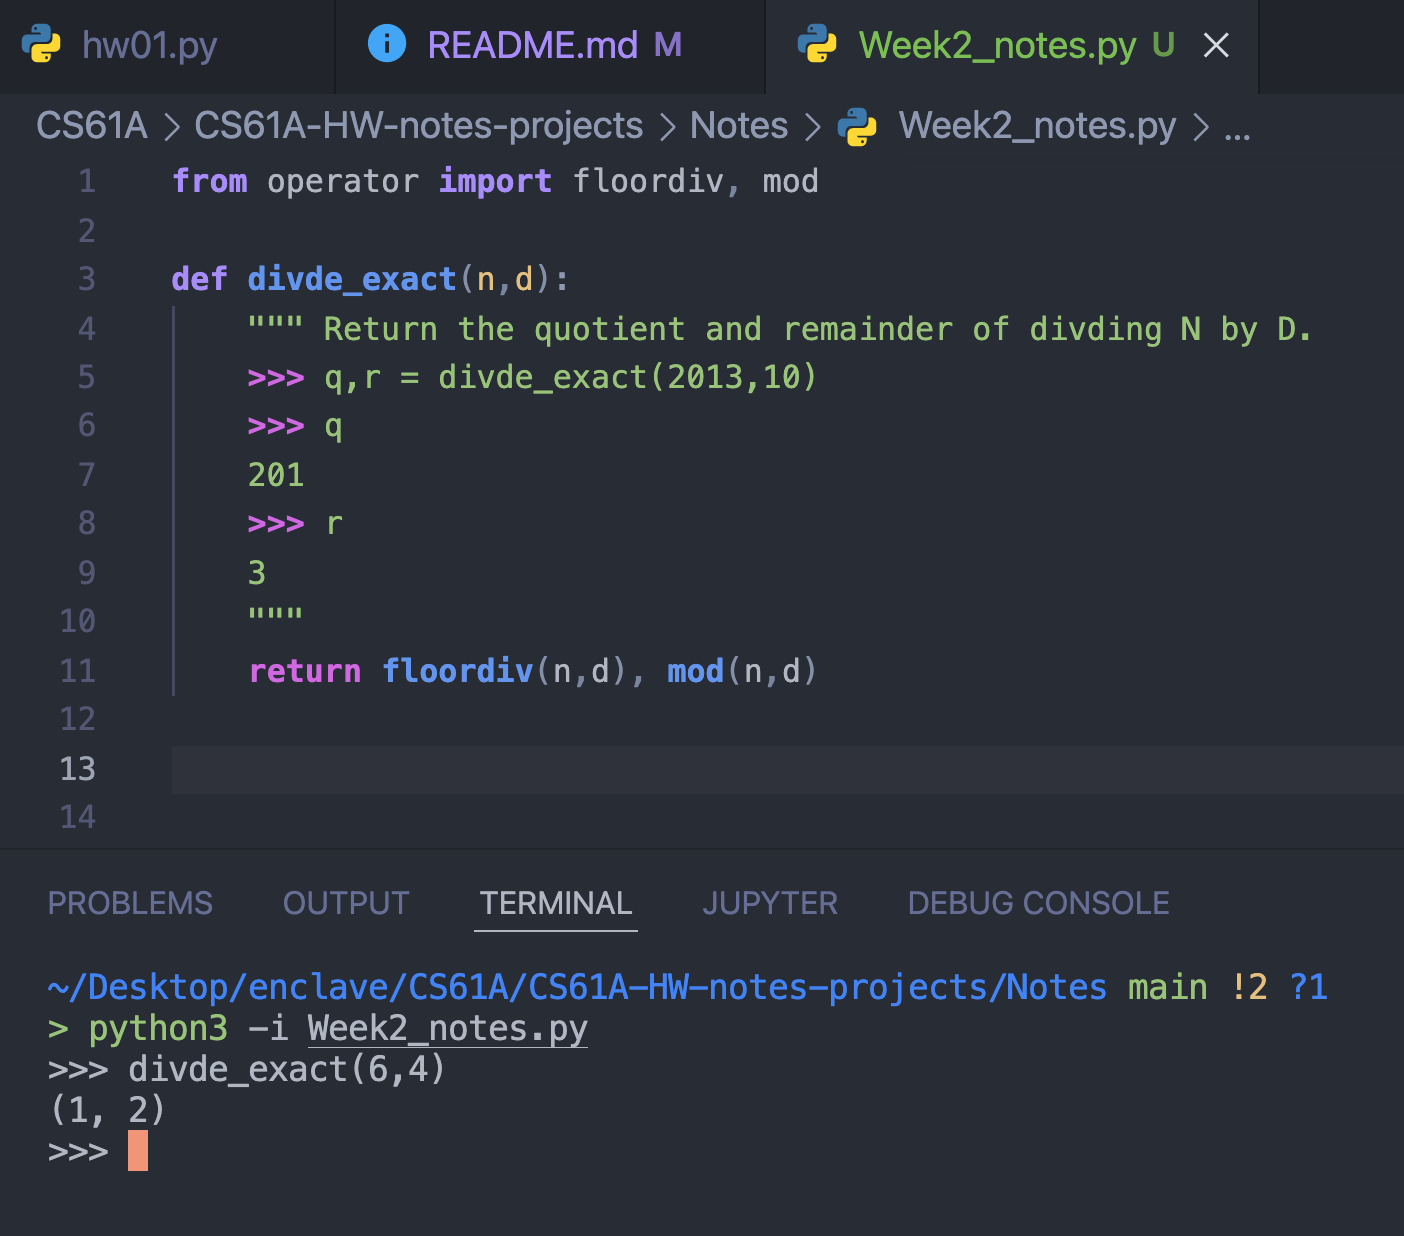 hw01.py README.md M Week2_notes.py U
CS61A > CS61A-HW-notes-projects > Notes > Week2_notes.py > ...
1 from operator import floordiv, mod
2
3 def divde_exact(n,d):
4     """ Return the quotient and remainder of divding N by D.
5     >>> q,r = divde_exact(2013,10)
6     >>> q
7     201
8     >>> r
9     3
10     """
11     return floordiv(n,d), mod(n,d)
12
13
14
PROBLEMS OUTPUT TERMINAL JUPYTER DEBUG CONSOLE
~/Desktop/enclave/CS61A/CS61A-HW-notes-projects/Notes main !2 ?1
> python3 -i Week2_notes.py
>>> divde_exact(6,4)
(1, 2)
>>>